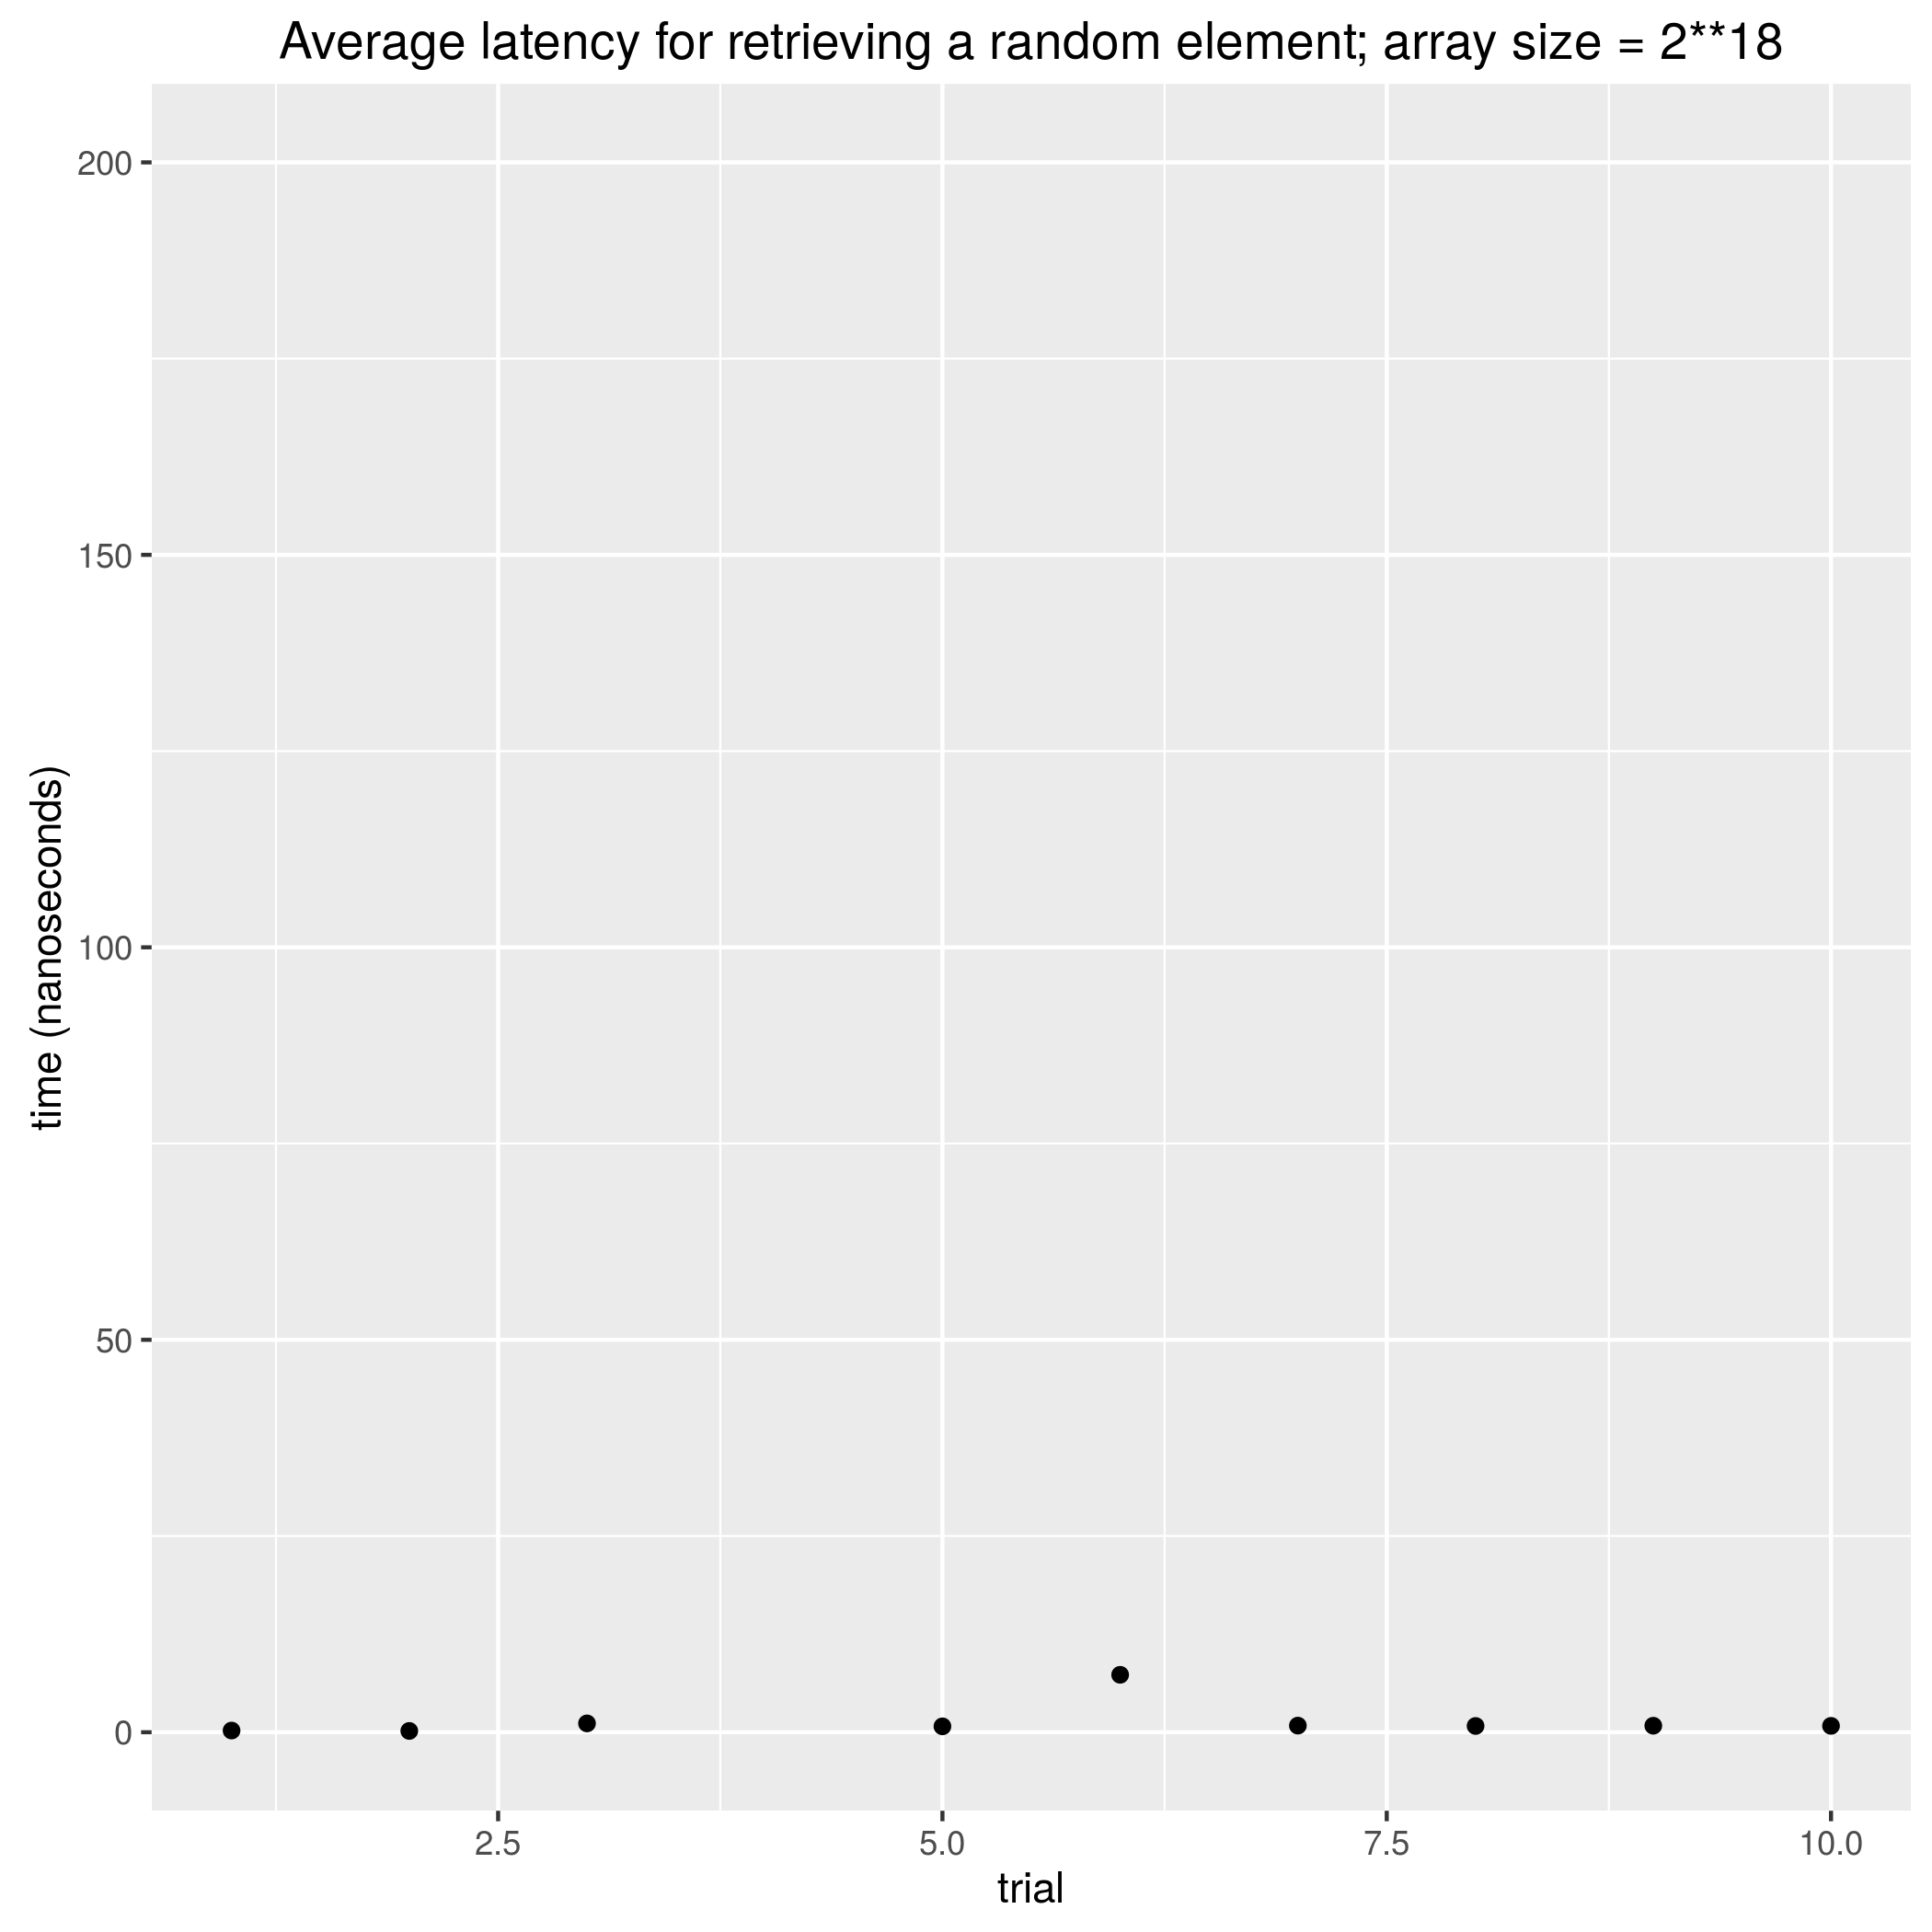 Average latency for retrieving a random element; array size = 2**18
200
150
100
50
0
time (nanoseconds)
2.5 5.0 7.5 10.0
trial